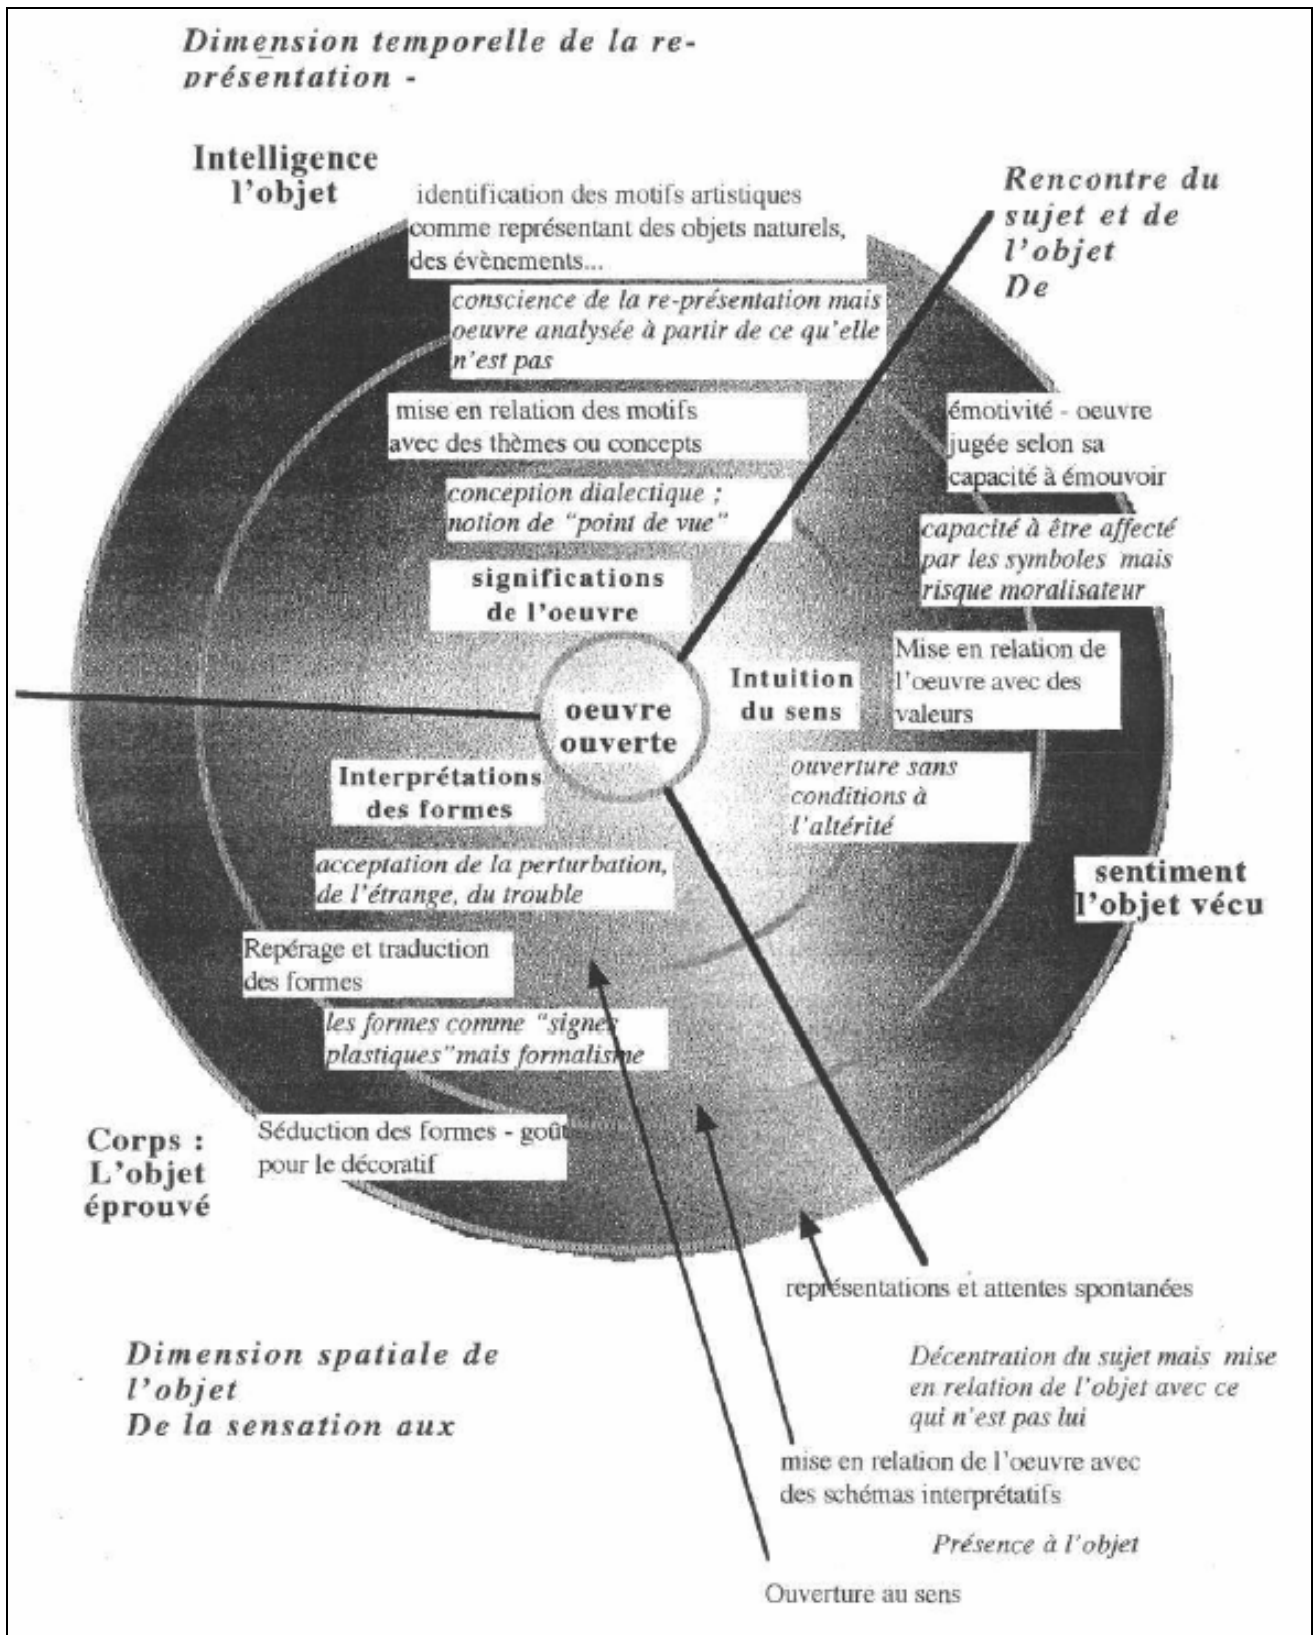 Dimension temporelle de la re-
présentation -
Intelligence
l'objet
identification des motifs artistiques
comme représentant des objets naturels,
des évènements...
Rencontre du
sujet et de
l'objet
De
conscience de la re-présentation mais
oeuvre analysée à partir de ce qu'elle
n'est pas
mise en relation des motifs
avec des thèmes ou concepts
émotivité - oeuvre
jugée selon sa
capacité à émouvoir
conception dialectique ;
notion de "point de vue"
capacité à être affecté
par les symboles mais
risque moralisateur
significations
de l'oeuvre
Mise en relation de
l'oeuvre avec des
valeurs
Intuition
du sens
oeuvre
ouverte
ouverture sans
conditions à
l'altérité
Interprétations
des formes
acceptation de la perturbation,
de l'étrange, du trouble
sentiment
l'objet vécu
Repérage et traduction
des formes
les formes comme "signes
plastiques" mais formalisme
Corps :
L'objet
éprouvé
Séduction des formes - goût
pour le décoratif
représentations et attentes spontanées
Dimension spatiale de
l'objet
De la sensation aux
Décentration du sujet mais mise
en relation de l'objet avec ce
qui n'est pas lui
mise en relation de l'oeuvre avec
des schémas interprétatifs
Présence à l'objet
Ouverture au sens